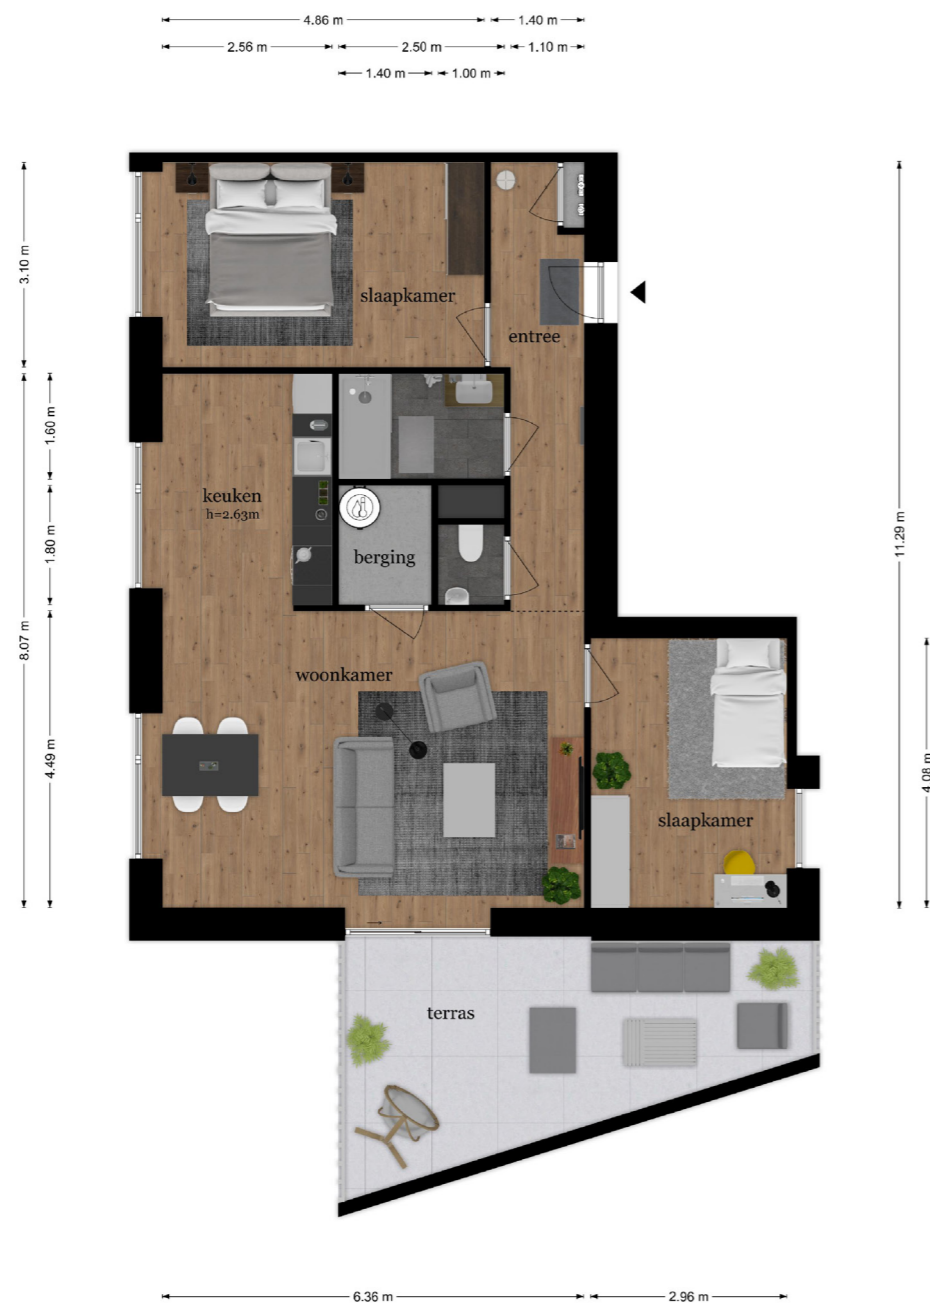 4.86 m
1.40 m
2.56 m
2.50 m
1.10 m
1.40 m
1.00 m
3.10 m
8.07 m
1.60 m
1.80 m
4.49 m
11.29 m
4.08 m
slaapkamer
entree
keuken
h=2.63m
berging
woonkamer
slaapkamer
terras
6.36 m
2.96 m